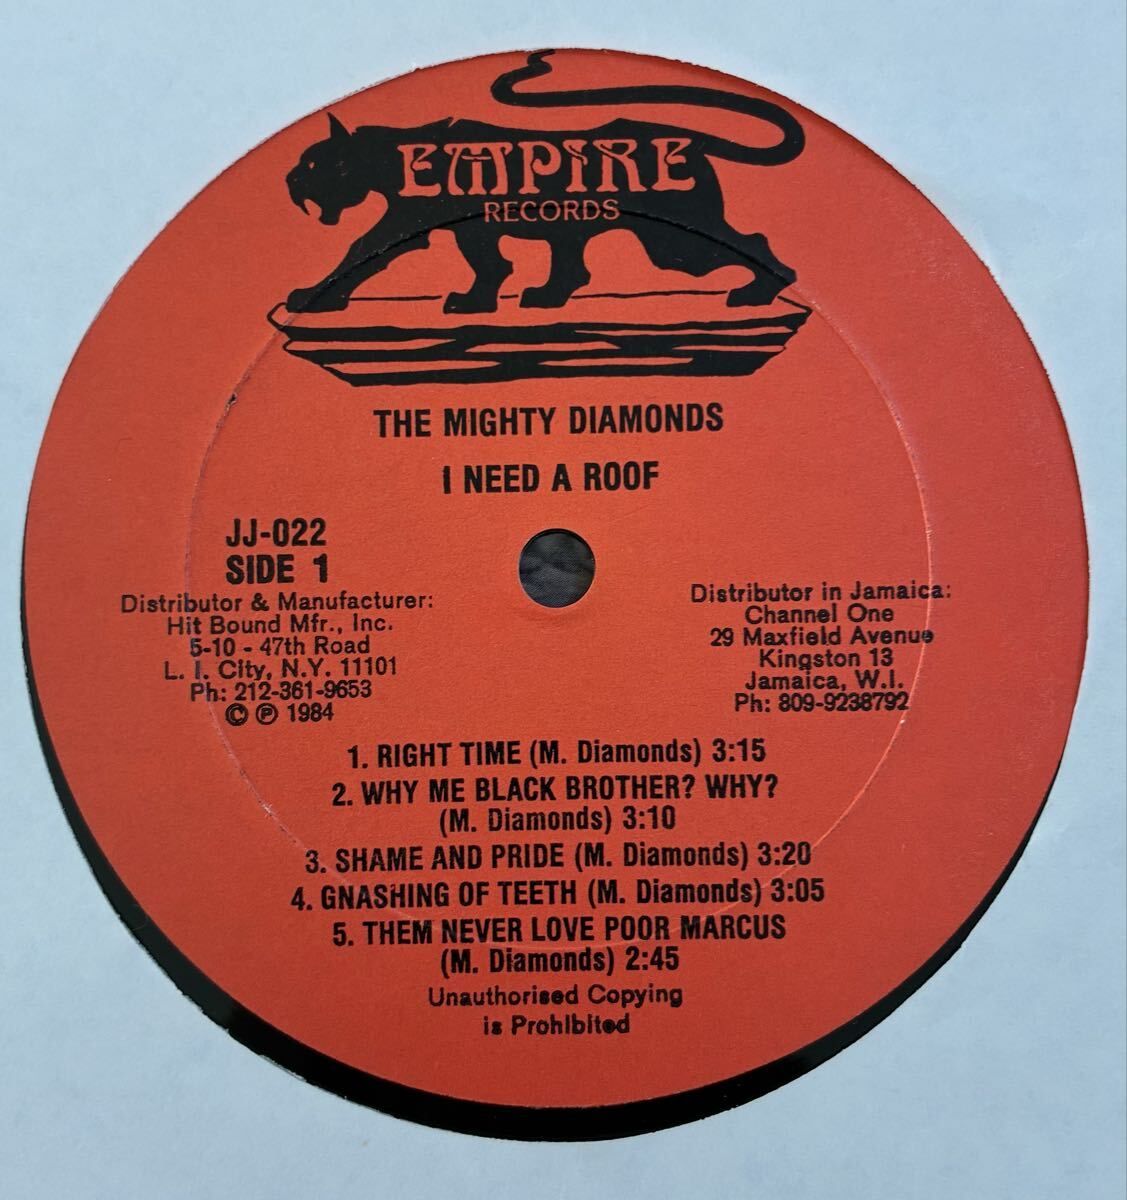 EMPIRE
RECORDS
THE MIGHTY DIAMONDS
I NEED A ROOF
JJ-022
SIDE 1
Distributor & Manufacturer:
Hit Bound Mfr., Inc.
5-10 - 47th Road
L. I. City, N.Y. 11101
Ph: 212-361-9653
© ℗ 1984
Distributor in Jamaica:
Channel One
29 Maxfield Avenue
Kingston 13
Jamaica, W.I.
Ph: 809-9238792
1. RIGHT TIME (M. Diamonds) 3:15
2. WHY ME BLACK BROTHER? WHY?
(M. Diamonds) 3:10
3. SHAME AND PRIDE (M. Diamonds) 3:20
4. GNASHING OF TEETH (M. Diamonds) 3:05
5. THEM NEVER LOVE POOR MARCUS
(M. Diamonds) 2:45
Unauthorised Copying
is Prohibited